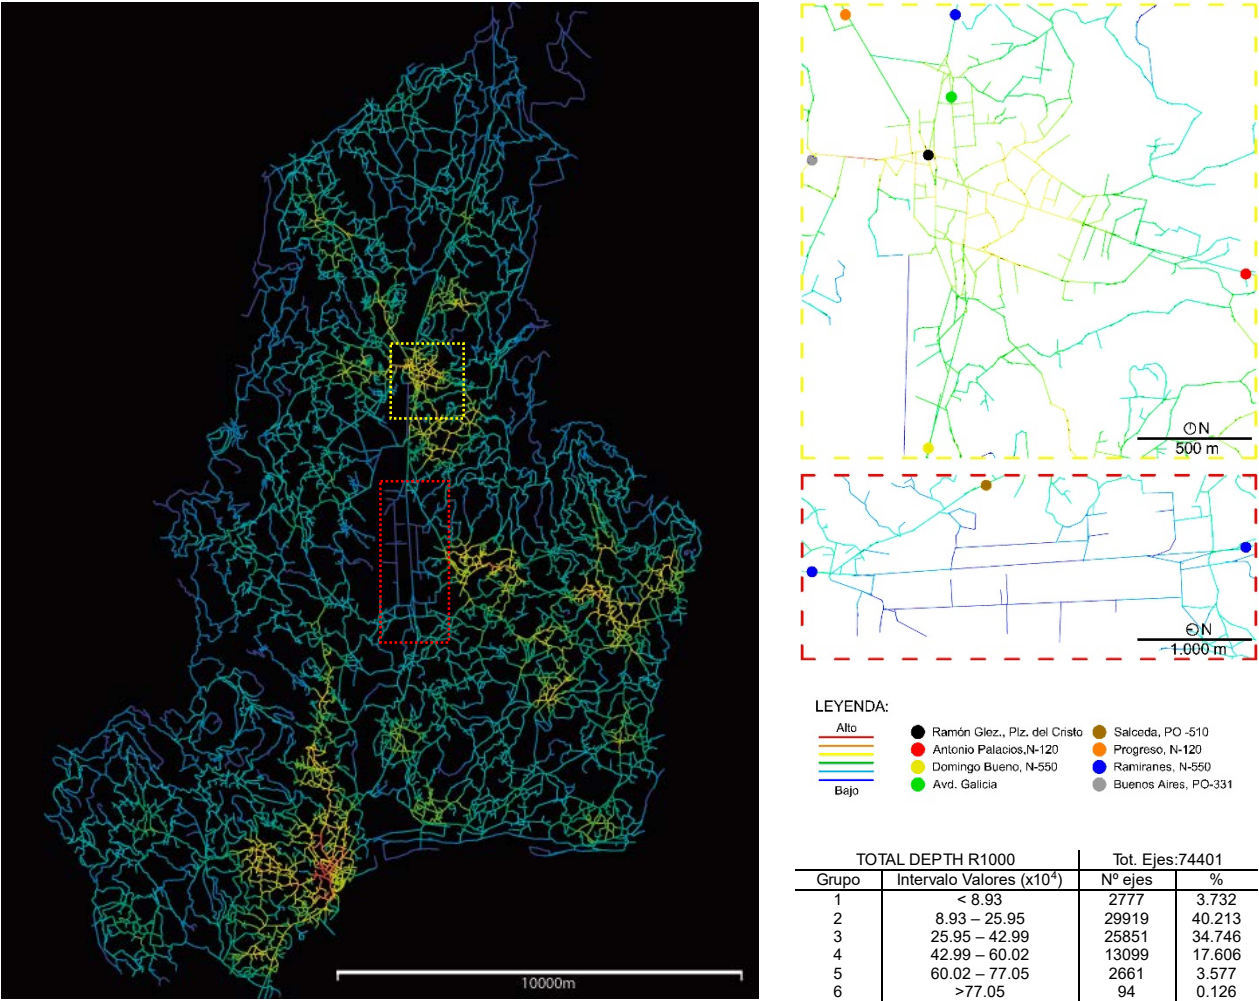 10000m
N
500 m
N
1.000 m
LEYENDA:
Alto
Bajo
Ramón Glez., Plz. del Cristo
Antonio Palacios,N-120
Domingo Bueno, N-550
Avd. Galicia
Salceda, PO -510
Progreso, N-120
Ramiranes, N-550
Buenos Aires, PO-331
TOTAL DEPTH R1000 Tot. Ejes:74401
Grupo Intervalo Valores (x10⁴) Nº ejes %
1 < 8.93 2777 3.732
2 8.93 – 25.95 29919 40.213
3 25.95 – 42.99 25851 34.746
4 42.99 – 60.02 13099 17.606
5 60.02 – 77.05 2661 3.577
6 >77.05 94 0.126